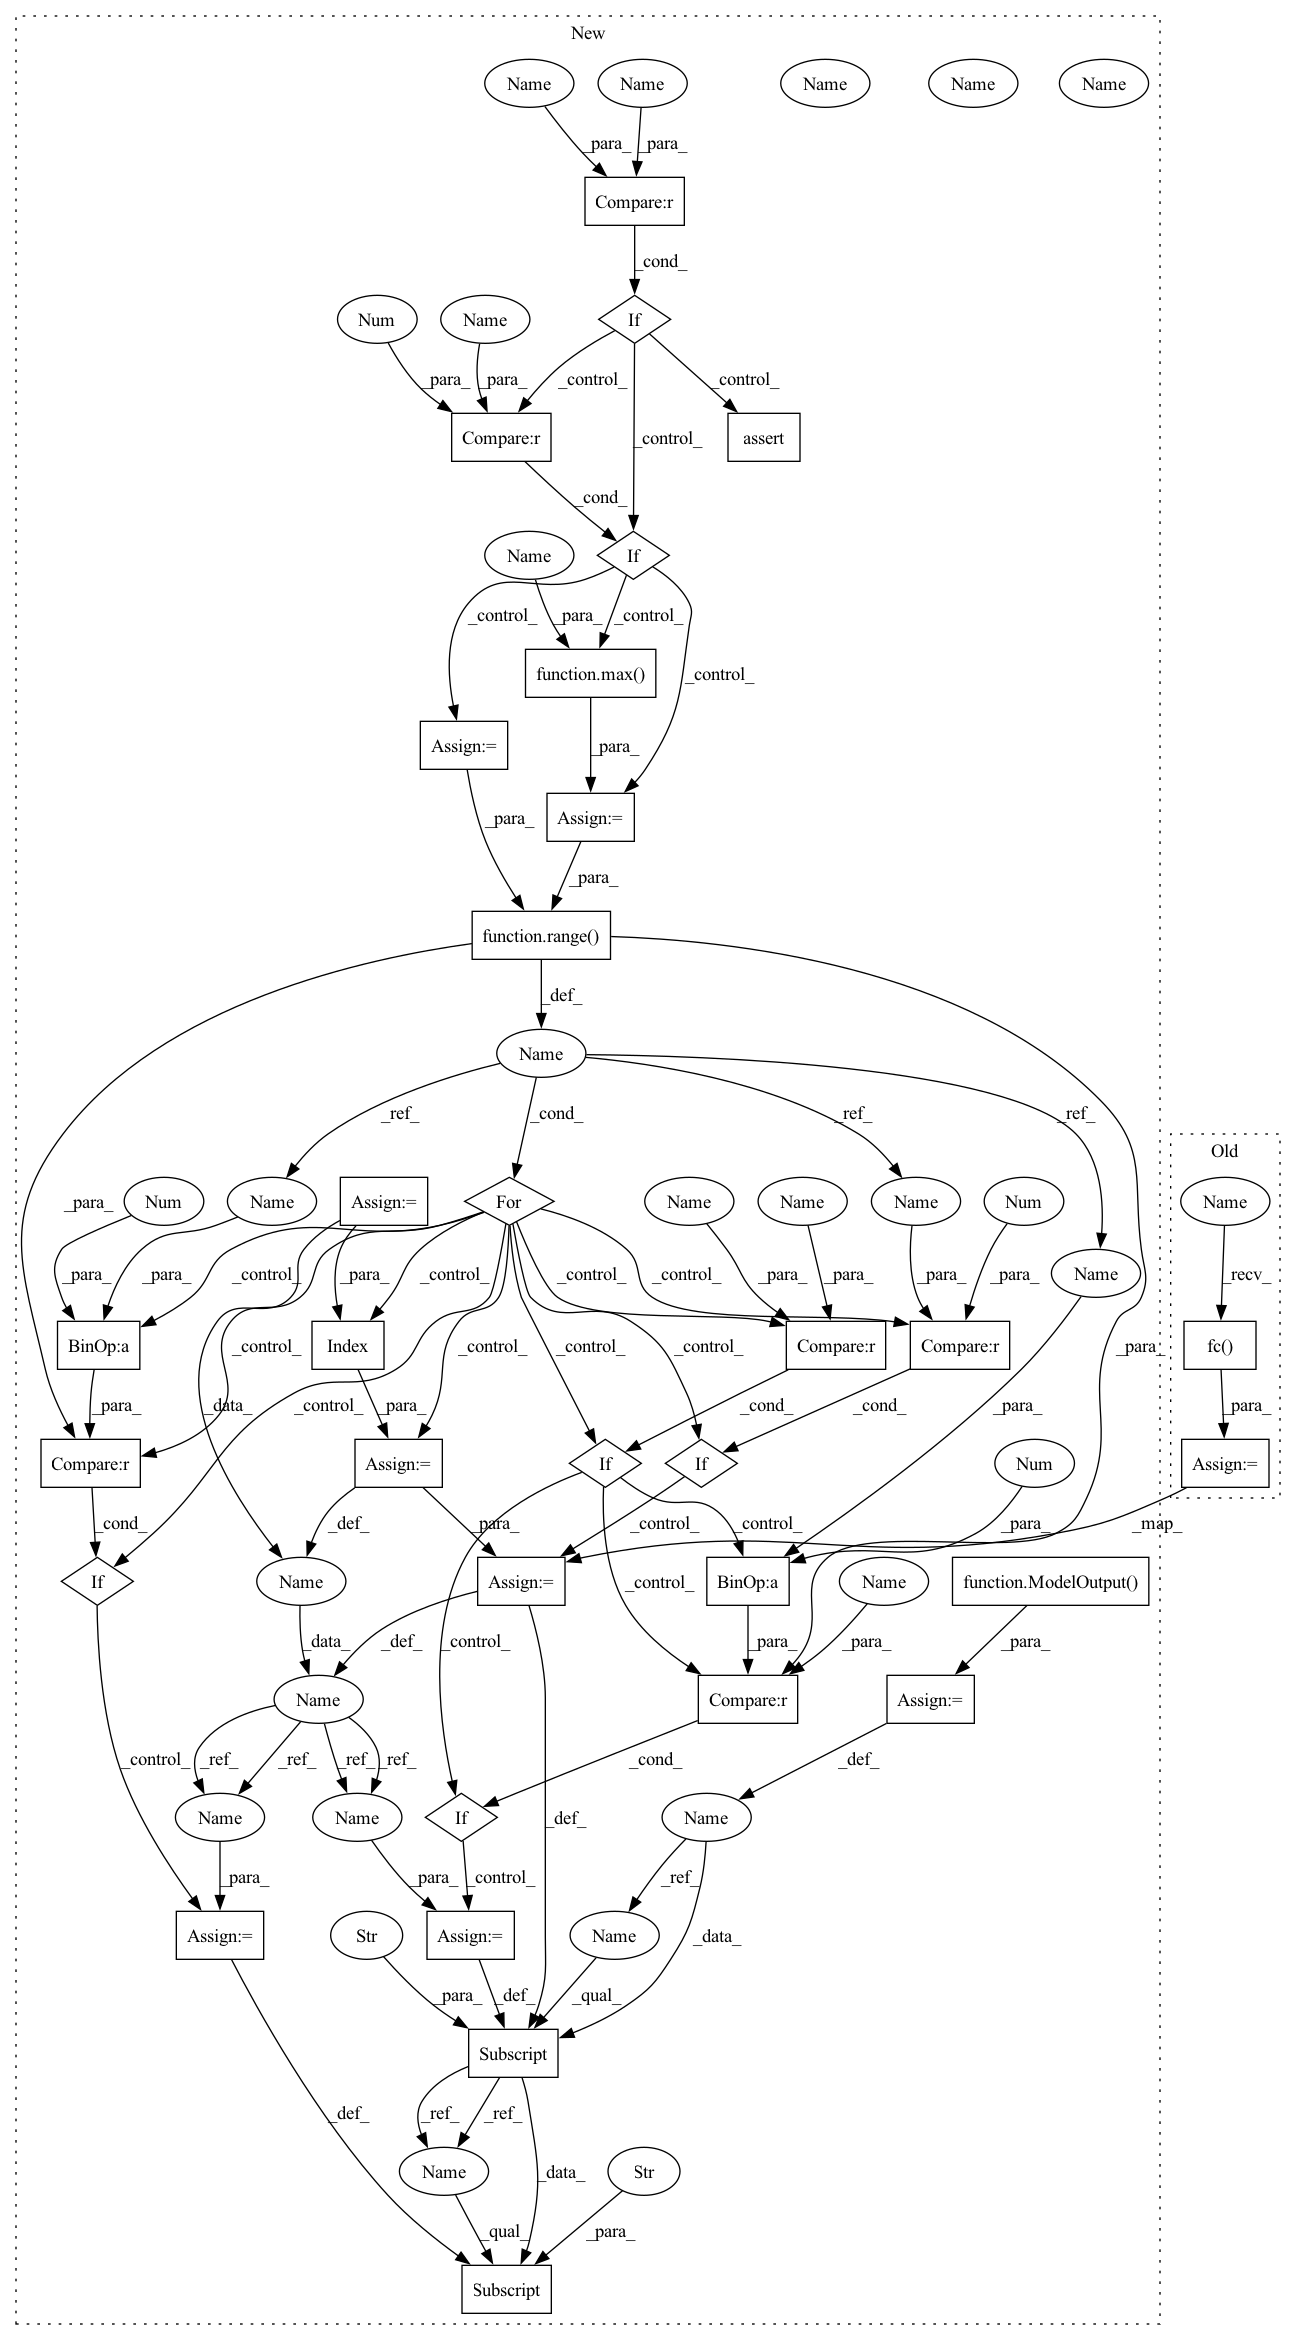 New
Name
Name
Name
Name
Name
_para_
_para_
Compare:r
_cond_
Num
Name
If
_para_
_para_
_control_
_control_
Compare:r
_control_
assert
_cond_
Name
If
_control_
_para_
_control_
function.max()
_control_
Assign:=
_para_
_para_
Assign:=
_para_
function.range()
_def_
Name
_ref_
_cond_
_ref_
_ref_
Old
_para_
Num
Name
Assign:=
For
Name
Name
Name
Num
Name
_para_
_para_
_control_
_para_
_control_
_control_
_para_
_para_
_control_
_para_
_para_
Name
_recv_
BinOp:a
_control_
Index
_control_
_control_
_control_
Compare:r
Compare:r
_para_
fc()
_para_
_data_
_control_
_para_
_cond_
_cond_
_para_
_para_
Compare:r
Assign:=
If
If
Num
Assign:=
_cond_
_def_
_para_
_control_
_control_
_para_
_map_
If
Name
Assign:=
BinOp:a
Name
function.ModelOutput()
_data_
_def_
_control_
_control_
_para_
_para_
_para_
Name
Compare:r
Assign:=
_control_
_ref_
_ref_
_ref_
_ref_
_cond_
_def_
Name
Name
If
_def_
Name
_para_
_para_
_control_
_ref_
Assign:=
Str
Assign:=
Name
_data_
_para_
_def_
_qual_
Subscript
_def_
_ref_
_ref_
Name
_data_
Str
_qual_
_para_
Subscript